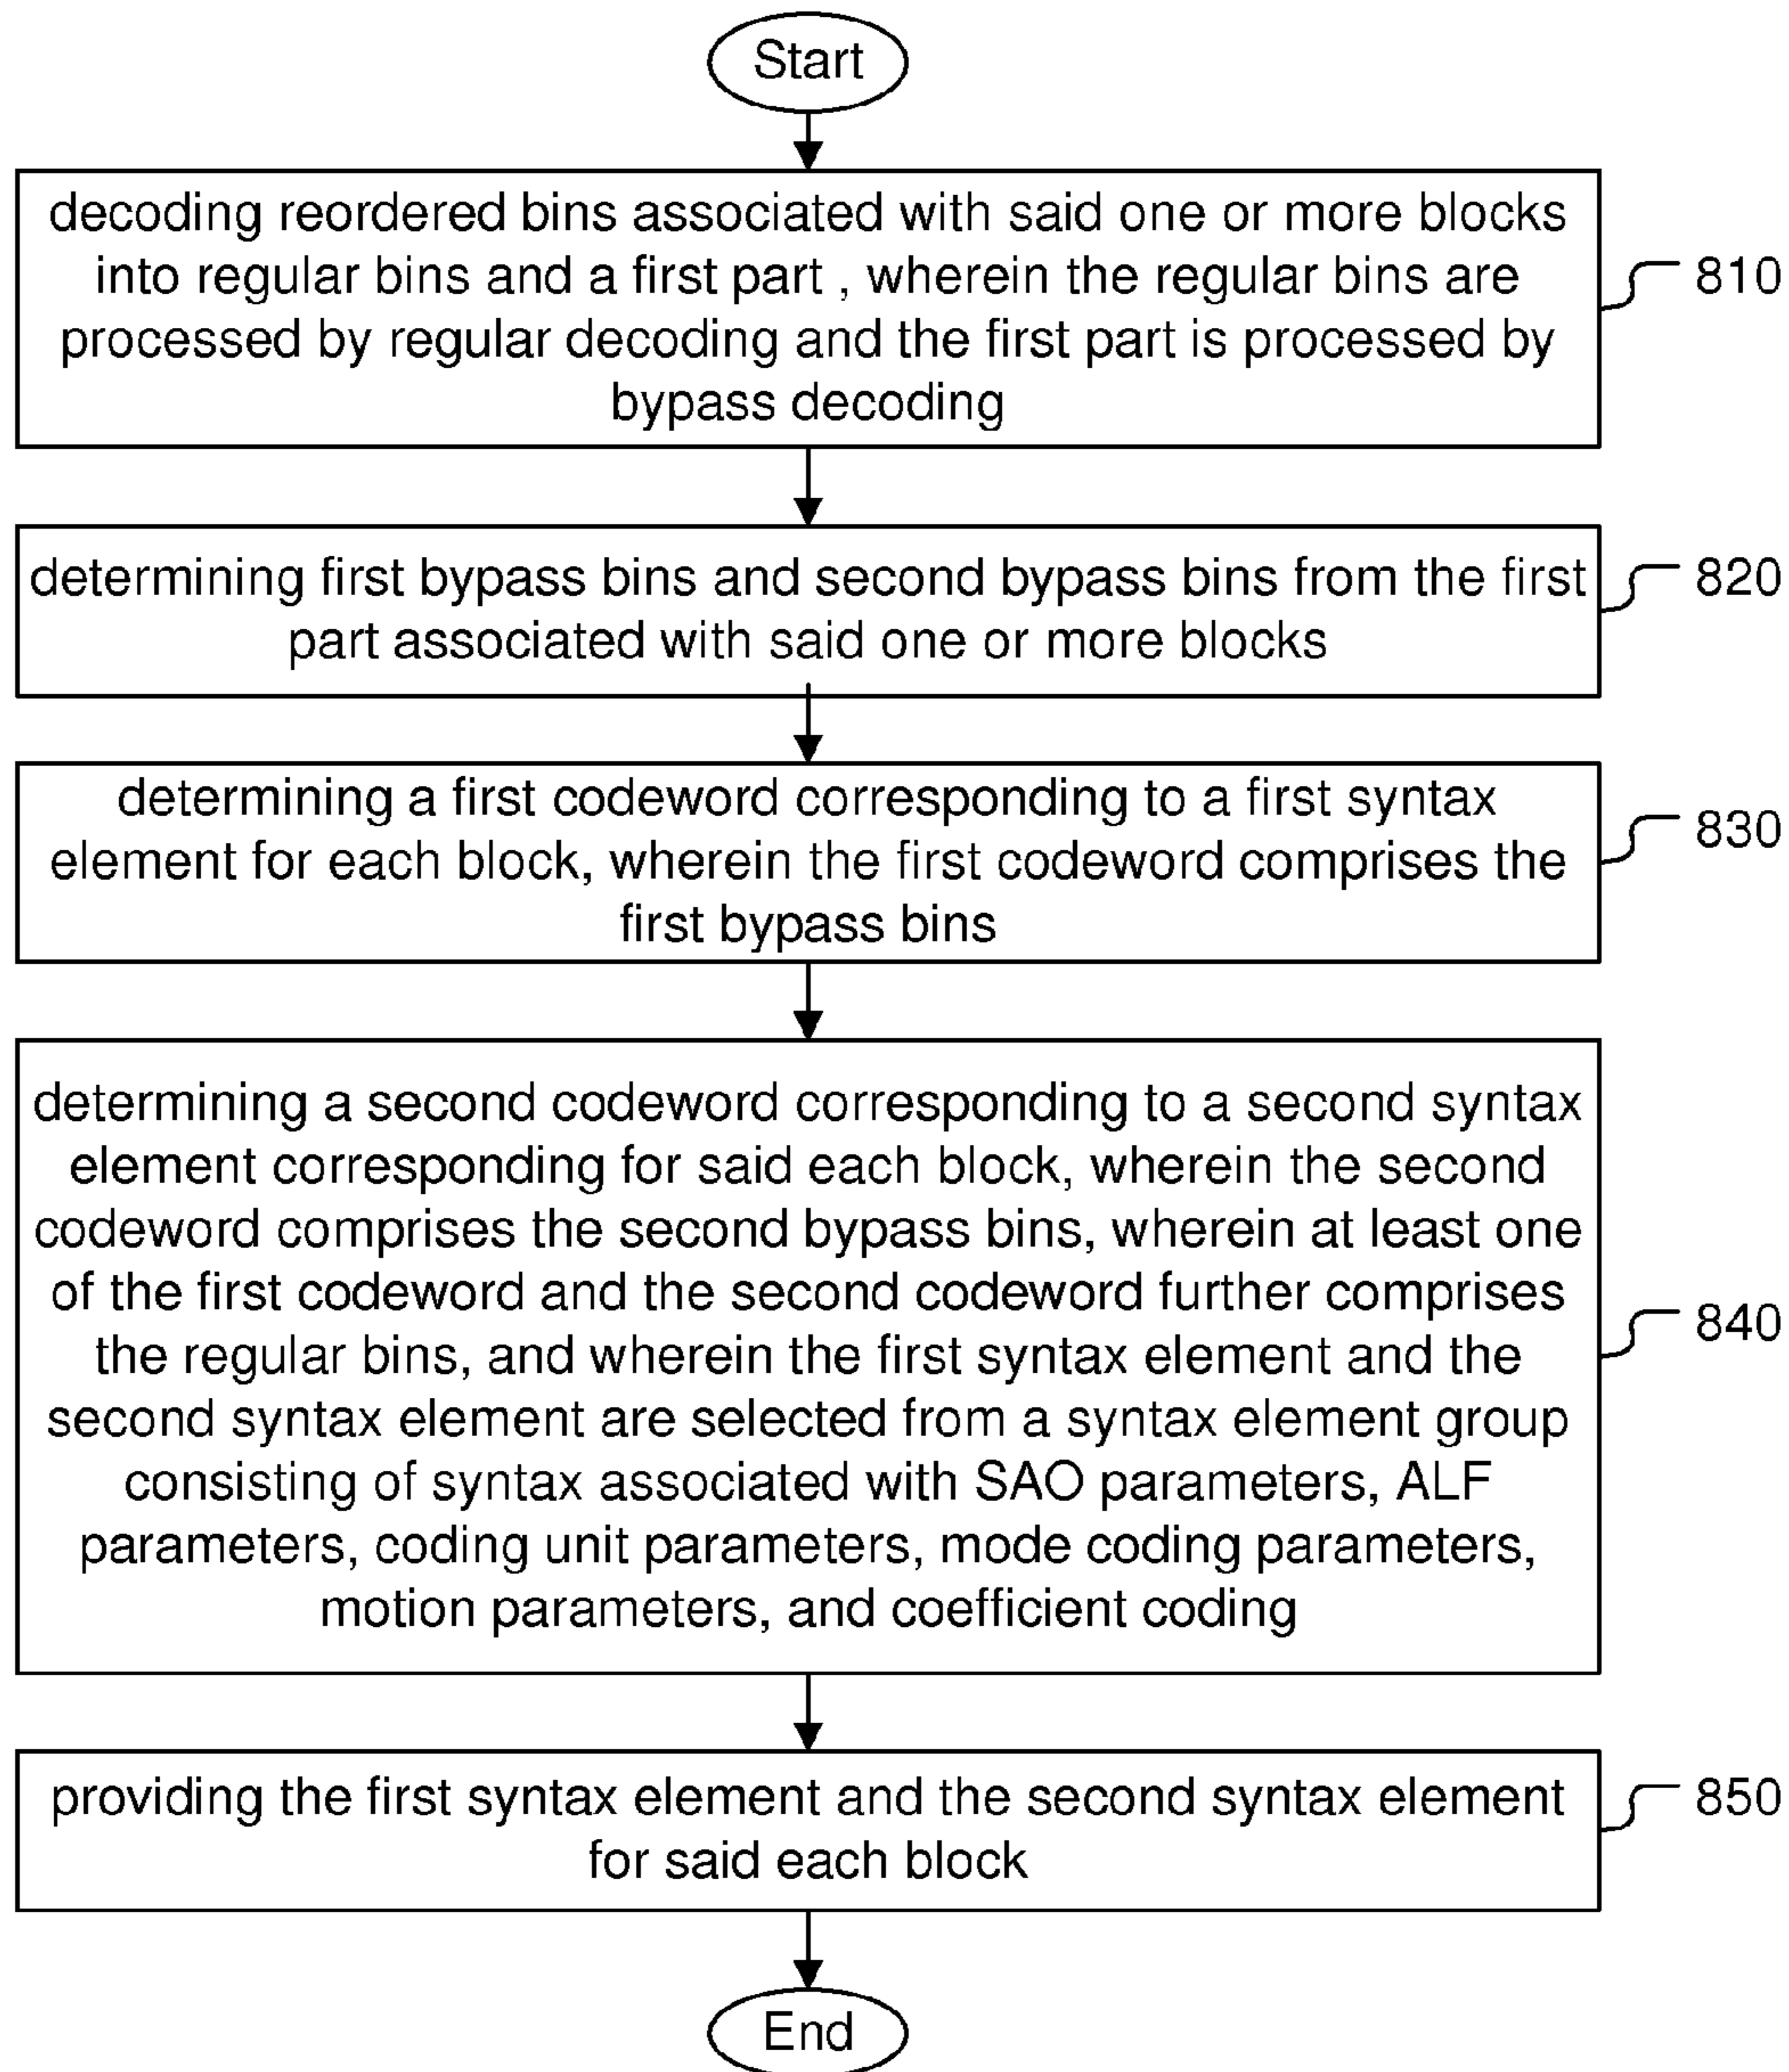 Start
decoding reordered bins associated with said one or more blocks
into regular bins and a first part , wherein the regular bins are
processed by regular decoding and the first part is processed by
bypass decoding
810
determining first bypass bins and second bypass bins from the first
part associated with said one or more blocks
820
determining a first codeword corresponding to a first syntax
element for each block, wherein the first codeword comprises the
first bypass bins
830
determining a second codeword corresponding to a second syntax
element corresponding for said each block, wherein the second
codeword comprises the second bypass bins, wherein at least one
of the first codeword and the second codeword further comprises
the regular bins, and wherein the first syntax element and the
second syntax element are selected from a syntax element group
consisting of syntax associated with SAO parameters, ALF
parameters, coding unit parameters, mode coding parameters,
motion parameters, and coefficient coding
840
providing the first syntax element and the second syntax element
for said each block
850
End